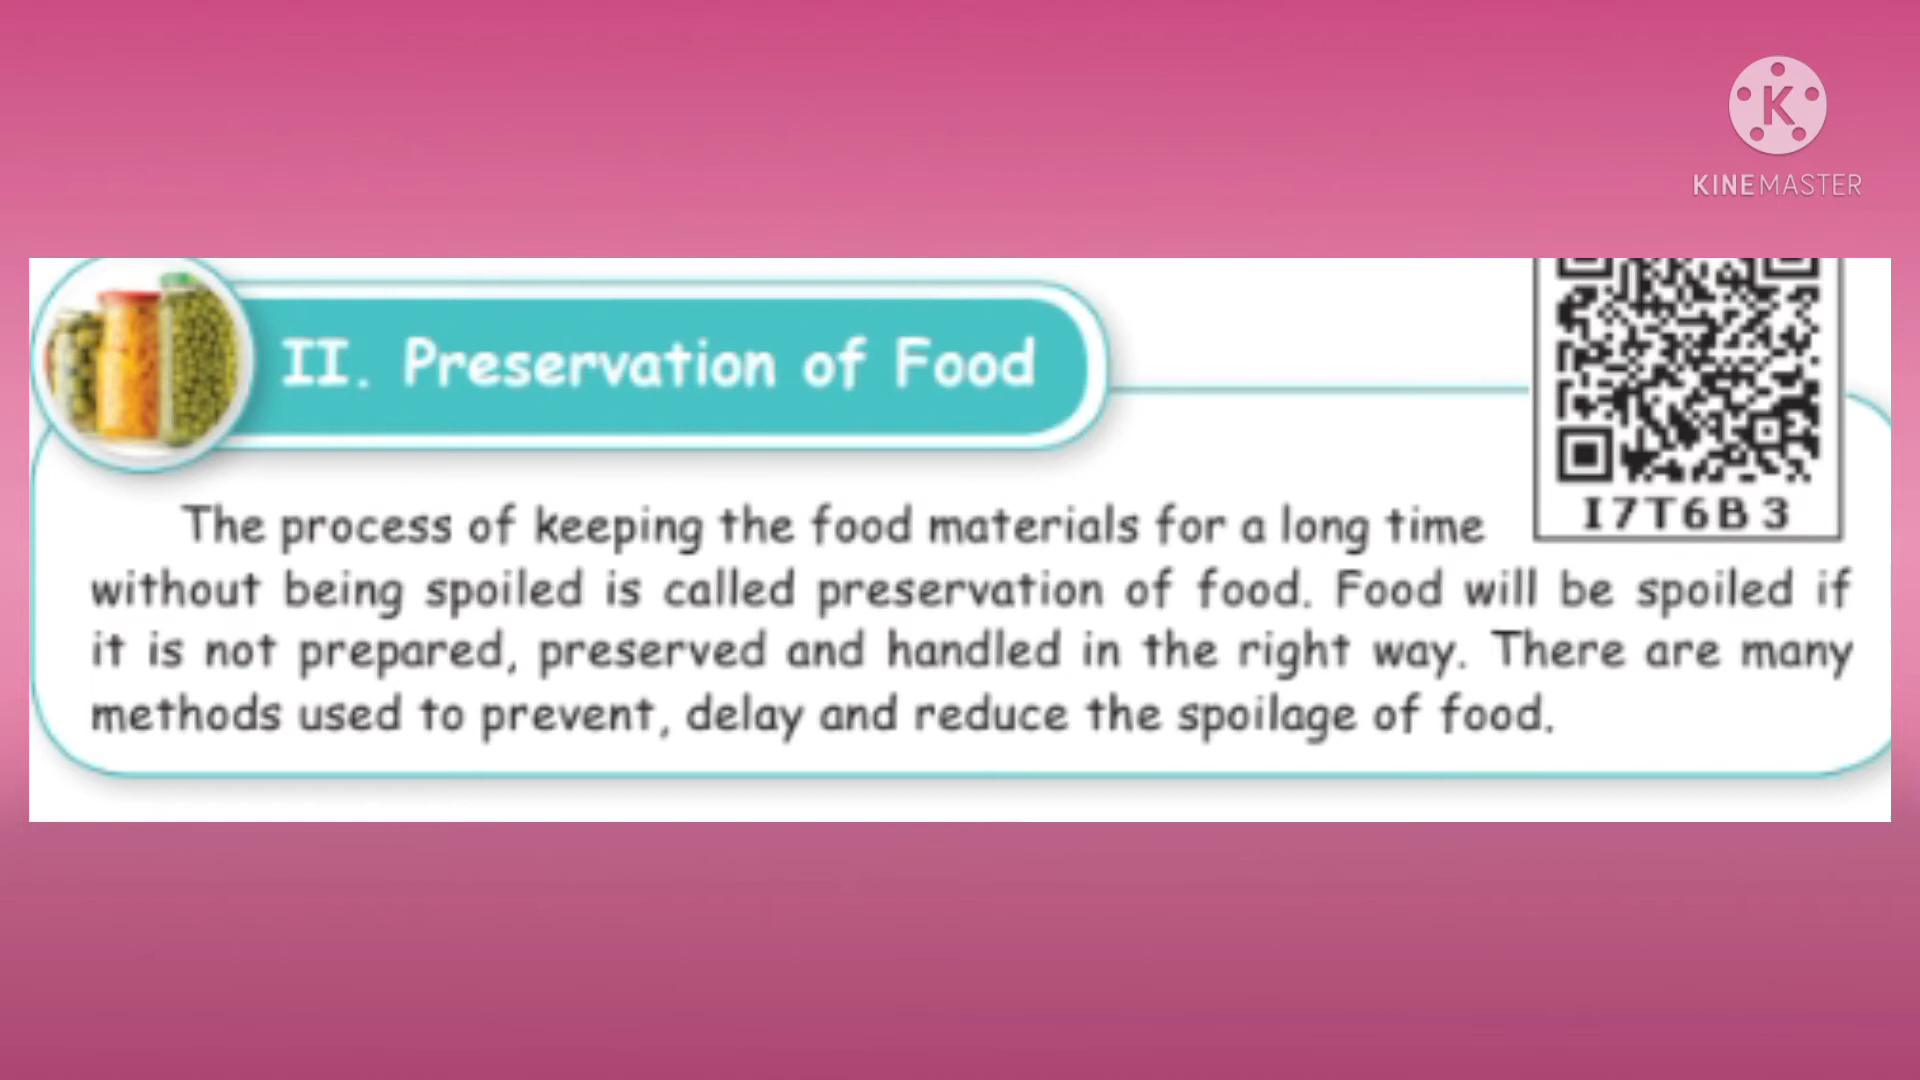 KINEMASTER
II. Preservation of Food
I7T6B3
The process of keeping the food materials for a long time
without being spoiled is called preservation of food. Food will be spoiled if
it is not prepared, preserved and handled in the right way. There are many
methods used to prevent, delay and reduce the spoilage of food.